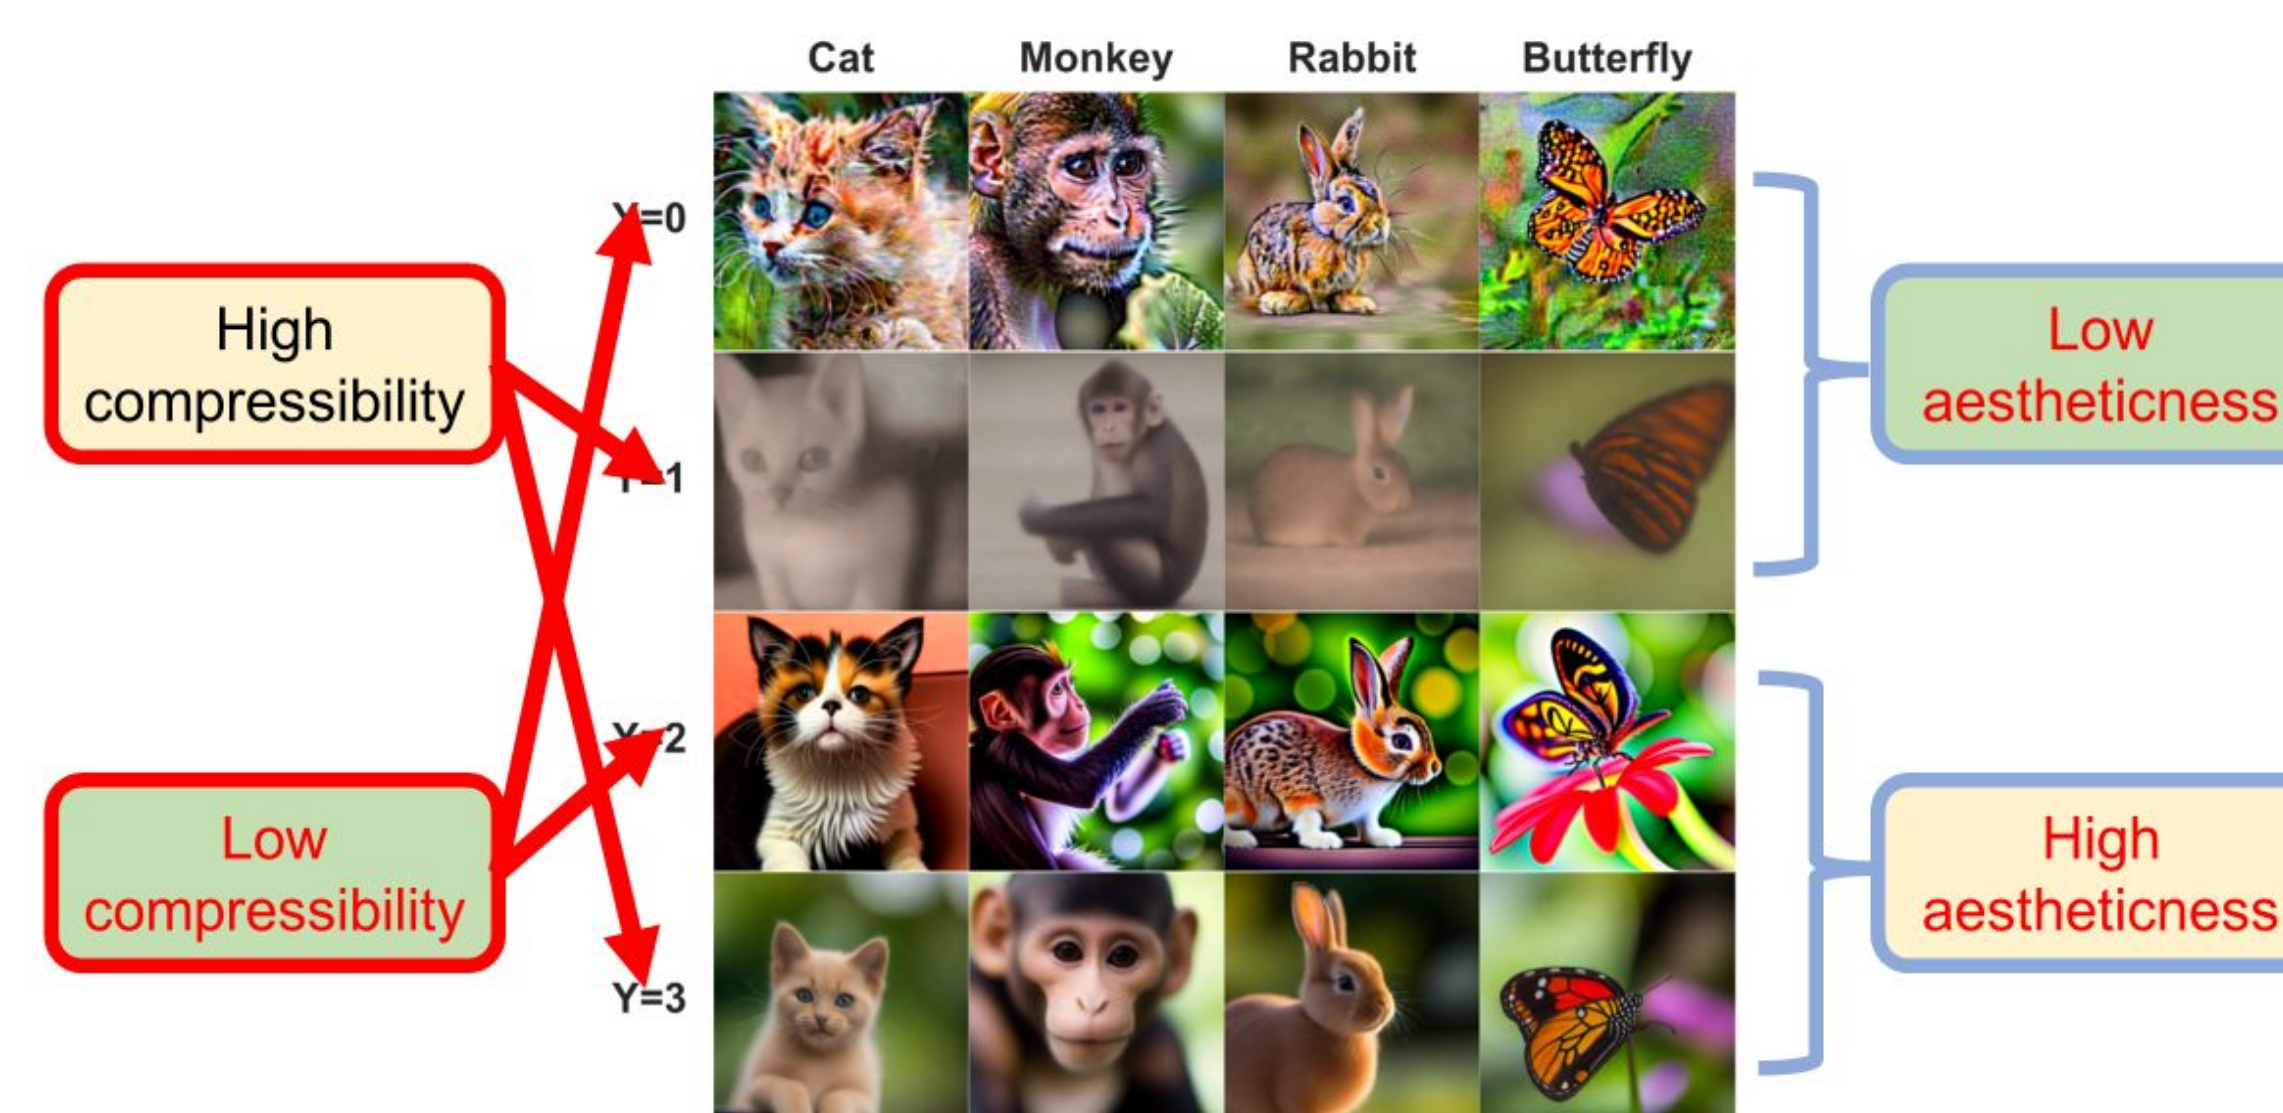 Cat Monkey Rabbit Butterfly
Y=0
High
compressibility
Low
aestheticness
Y=1
Y=2
Low
compressibility
High
aestheticness
Y=3